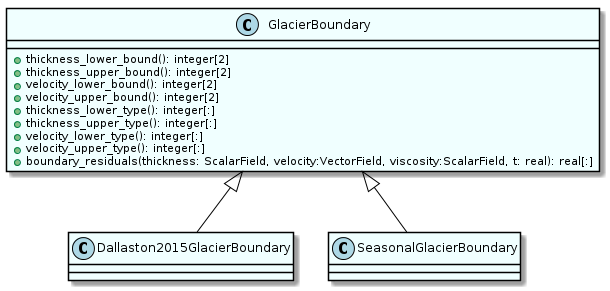 C GlacierBoundary
thickness_lower_bound(): integer[2]
thickness_upper_bound(): integer[2]
velocity_lower_bound(): integer[2]
velocity_upper_bound(): integer[2]
thickness_lower_type(): integer[:]
thickness_upper_type(): integer[:]
velocity_lower_type(): integer[:]
velocity_upper_type(): integer[:]
boundary_residuals(thickness: ScalarField, velocity:VectorField, viscosity:ScalarField, t: real): real[:]
C Dallaston2015GlacierBoundary
C SeasonalGlacierBoundary